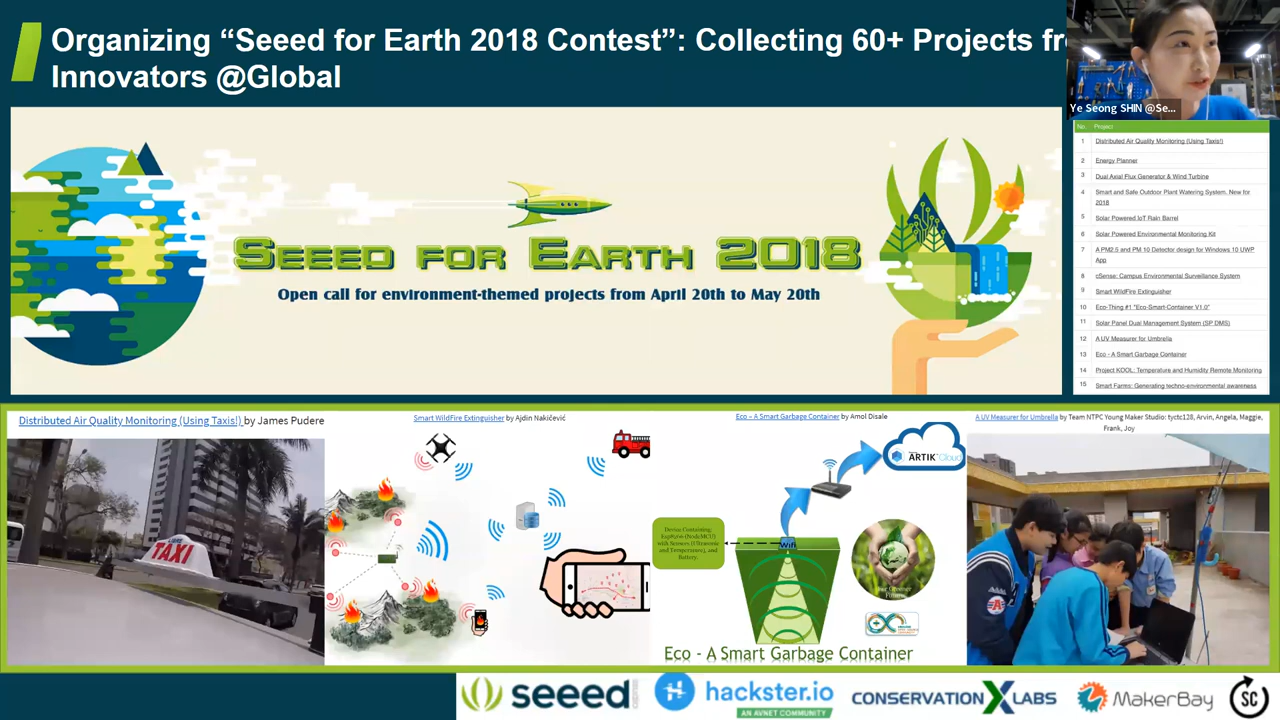 Organizing “Seeed for Earth 2018 Contest”: Collecting 60+ Projects
Innovators @Global
Ye Seong SHIN @Se...
SEEED FOR EARTH 2018
Open call for environment-themed projects from April 20th to May 20th
No. Project
1 Distributed Air Quality Monitoring (Using Taxis!)
2 Energy Planner
3 Dual Axial Flux Generator & Wind Turbine
4 Smart and Safe Outdoor Plant Watering System. New for
2018
5 Solar Powered IoT Rain Barrel
6 Solar Powered Environmental Monitoring Kit
7 A PM2.5 and PM 10 Detector design for Windows 10 UWP
App
8 cSense: Campus Environmental Surveillance System
9 Smart WildFire Extinguisher
10 Eco-Thing #1 "Eco-Smart-Container V1.0"
11 Solar Panel Dual Management System (SP DMS)
12 A UV Measurer for Umbrella
13 Eco - A Smart Garbage Container
14 Project KOOL: Temperature and Humidity Remote Monitoring
15 Smart Farms: Generating techno-environmental awareness
Distributed Air Quality Monitoring (Using Taxis!) by James Pudere
TAXI
Smart WildFire Extinguisher by Ajdin Nakičević
Eco – A Smart Garbage Container by Amol Disale
ARTIK Cloud
Device Containing:
Esp8266 (NodeMCU)
with Sensors (Ultrasonic
and Temperature), and
Battery.
Wifi
Eco - A Smart Garbage Container
A UV Measurer for Umbrella by Team NTPC Young Maker Studio: tyctc128, Arvin, Angela, Maggie,
Frank, Joy
seeed
hackster.io
AN AVNET COMMUNITY
CONSERVATION X LABS
MakerBay
SC